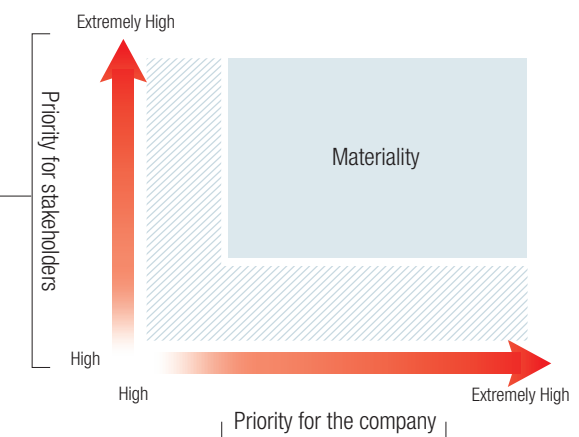 Extremely High
Priority for stakeholders
Materiality
High
High
Extremely High
Priority for the company